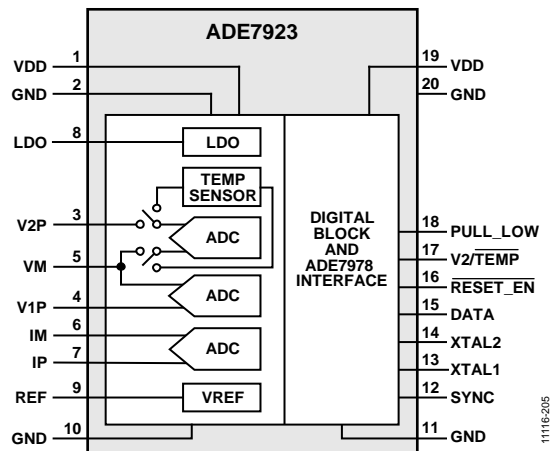 ADE7923
VDD 1
GND 2
LDO 8
V2P 3
VM 5
V1P 4
IM 6
IP 7
REF 9
GND 10
LDO
TEMP
SENSOR
ADC
ADC
ADC
VREF
DIGITAL
BLOCK
AND
ADE7978
INTERFACE
19 VDD
20 GND
18 PULL_LOW
17 V2/TEMP
16 RESET_EN
15 DATA
14 XTAL2
13 XTAL1
12 SYNC
11 GND
11116-205